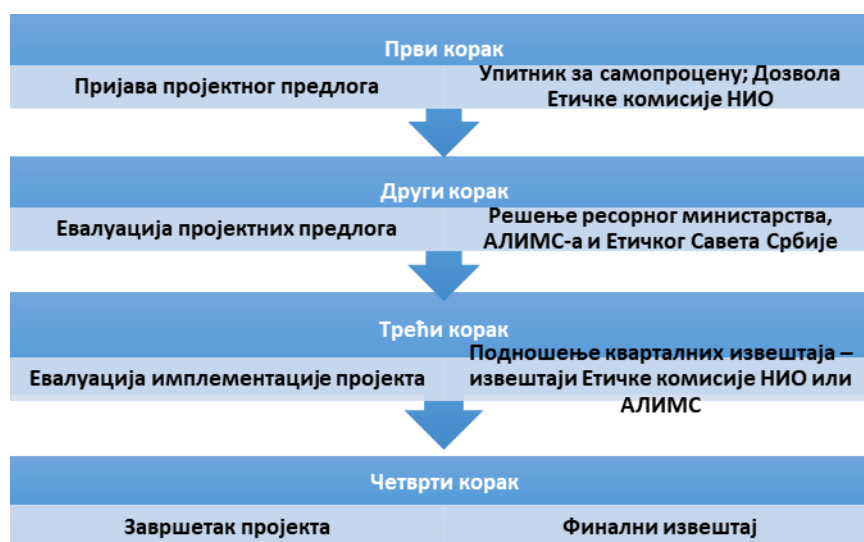 Први корак
Пријава пројектног предлога
Упитник за самопроцену; Дозвола
Етичке комисије НИО
Други корак
Евалуација пројектних предлога
Решење ресорног министарства,
АЛИМС-а и Етичког Савета Србије
Трећи корак
Евалуација имплементације пројекта
Подношење кварталних извештаја –
извештаји Етичке комисије НИО или
АЛИМС
Четврти корак
Завршетак пројекта
Финални извештај